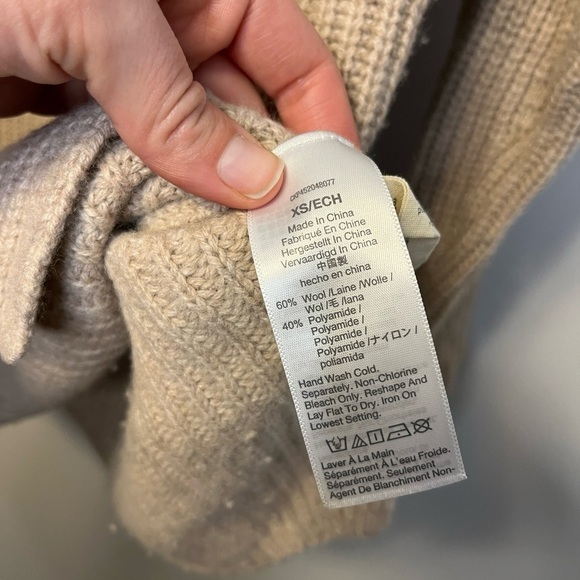 CKP452048077
XS/ECH
Made In China
Fabriqué En Chine
Hergestellt In China
Vervaardigd In China
中国製
hecho en china
60% Wool /Laine /Wolle /
Wol /毛 /lana
40% Polyamide /
Polyamide /
Polyamide /
Polyamide /ナイロン /
poliamida
Hand Wash Cold.
Separately, Non-Chlorine
Bleach Only. Reshape And
Lay Flat To Dry. Iron On
Lowest Setting.
Laver À La Main
Séparément À L'eau Froide.
Séparément. Seulement
Agent De Blanchiment Non-